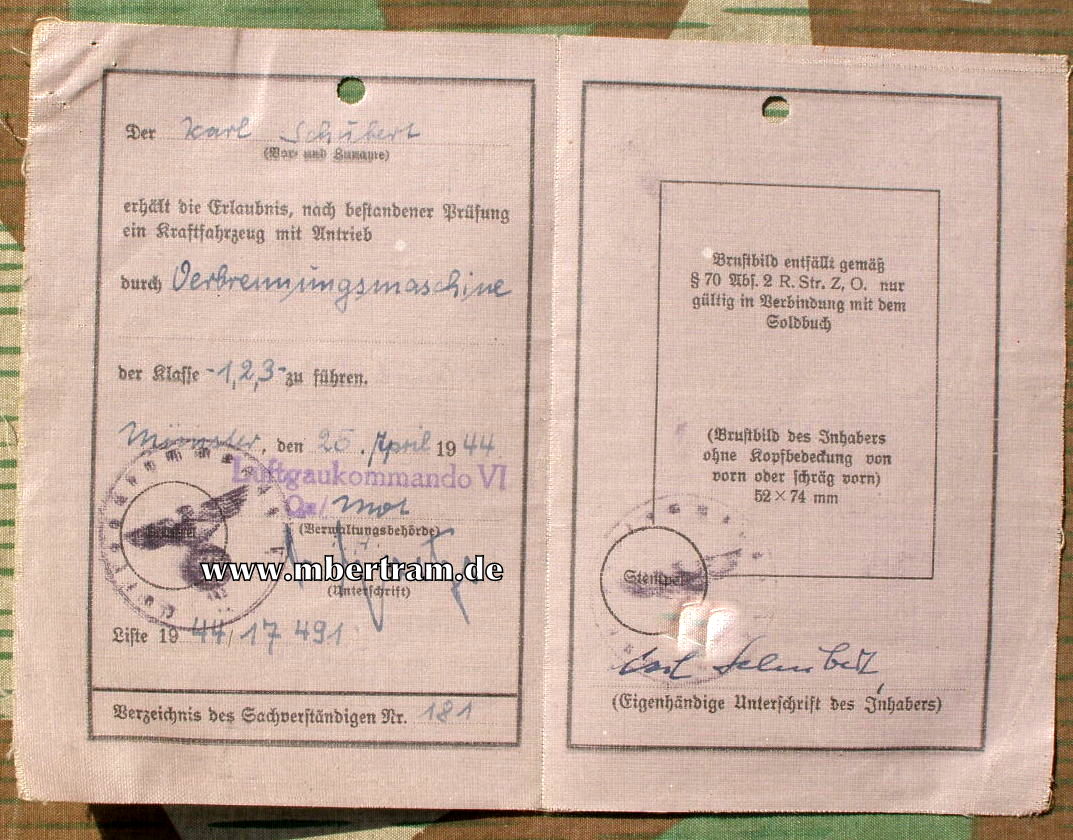 Der Karl Schubert
(Vor- und Zuname)
erhält die Erlaubnis, nach bestandener Prüfung
ein Kraftfahrzeug mit Antrieb
durch Verbrennungsmaschine
der Klasse -1,2,3- zu führen.
Münster, den 25. April 1944
Luftgaukommando VI
Qu/ Mot
(Verwaltungsbehörde)
www.mbertram.de
(Unterschrift)
Liste 1944/17 491
Verzeichnis des Sachverständigen Nr. 181
Brustbild entfällt gemäß
§ 70 Abs. 2 R. Str. Z, O. nur
gültig in Verbindung mit dem
Soldbuch
(Brustbild des Inhabers
ohne Kopfbedeckung von
vorn oder schräg vorn)
52 × 74 mm
Stempel
Karl Schubert
(Eigenhändige Unterschrift des Inhabers)